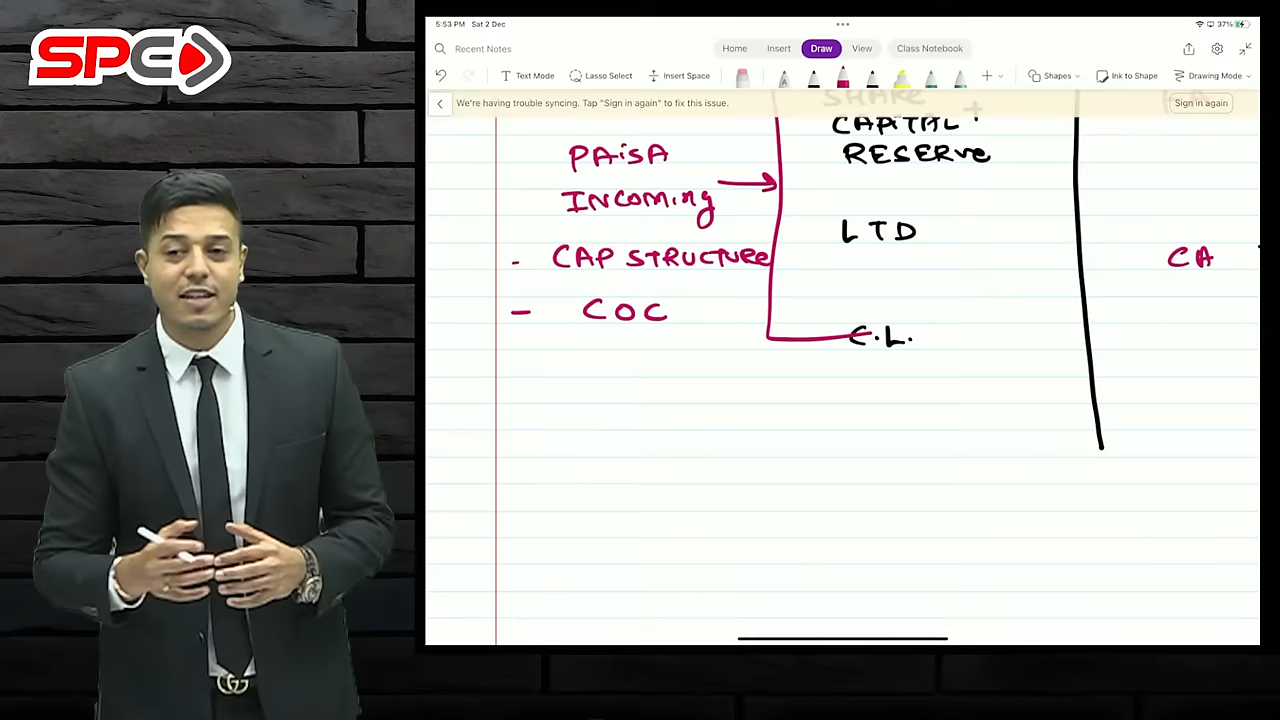 SPC
5:53 PM Sat 2 Dec
37%
Recent Notes
Home Insert Draw View Class Notebook
Text Mode Lasso Select Insert Space Shapes Ink to Shape Drawing Mode
We're having trouble syncing. Tap "Sign in again" to fix this issue. Sign in again
SHARE +
CAPITAL
RESERve
PAiSA
INComing
LTD
- CAP STRUCTURE
CA
- COC
C.L.
GG